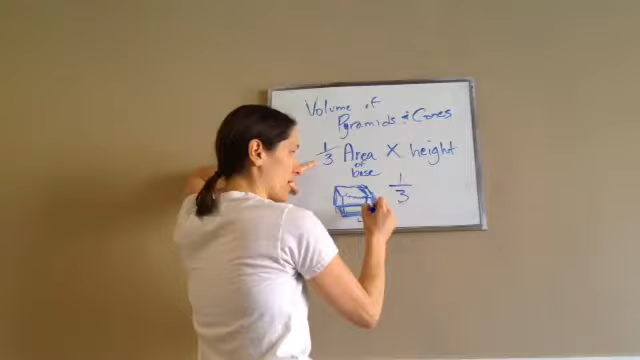 Volume of
Pyramids & Cones
1/3 Area X height
of
base
1/3